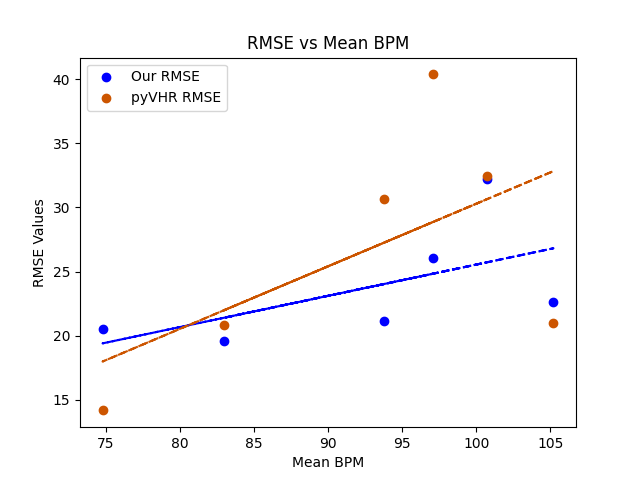 RMSE vs Mean BPM
Our RMSE
pyVHR RMSE
RMSE Values
40
35
30
25
20
15
75 80 85 90 95 100 105
Mean BPM